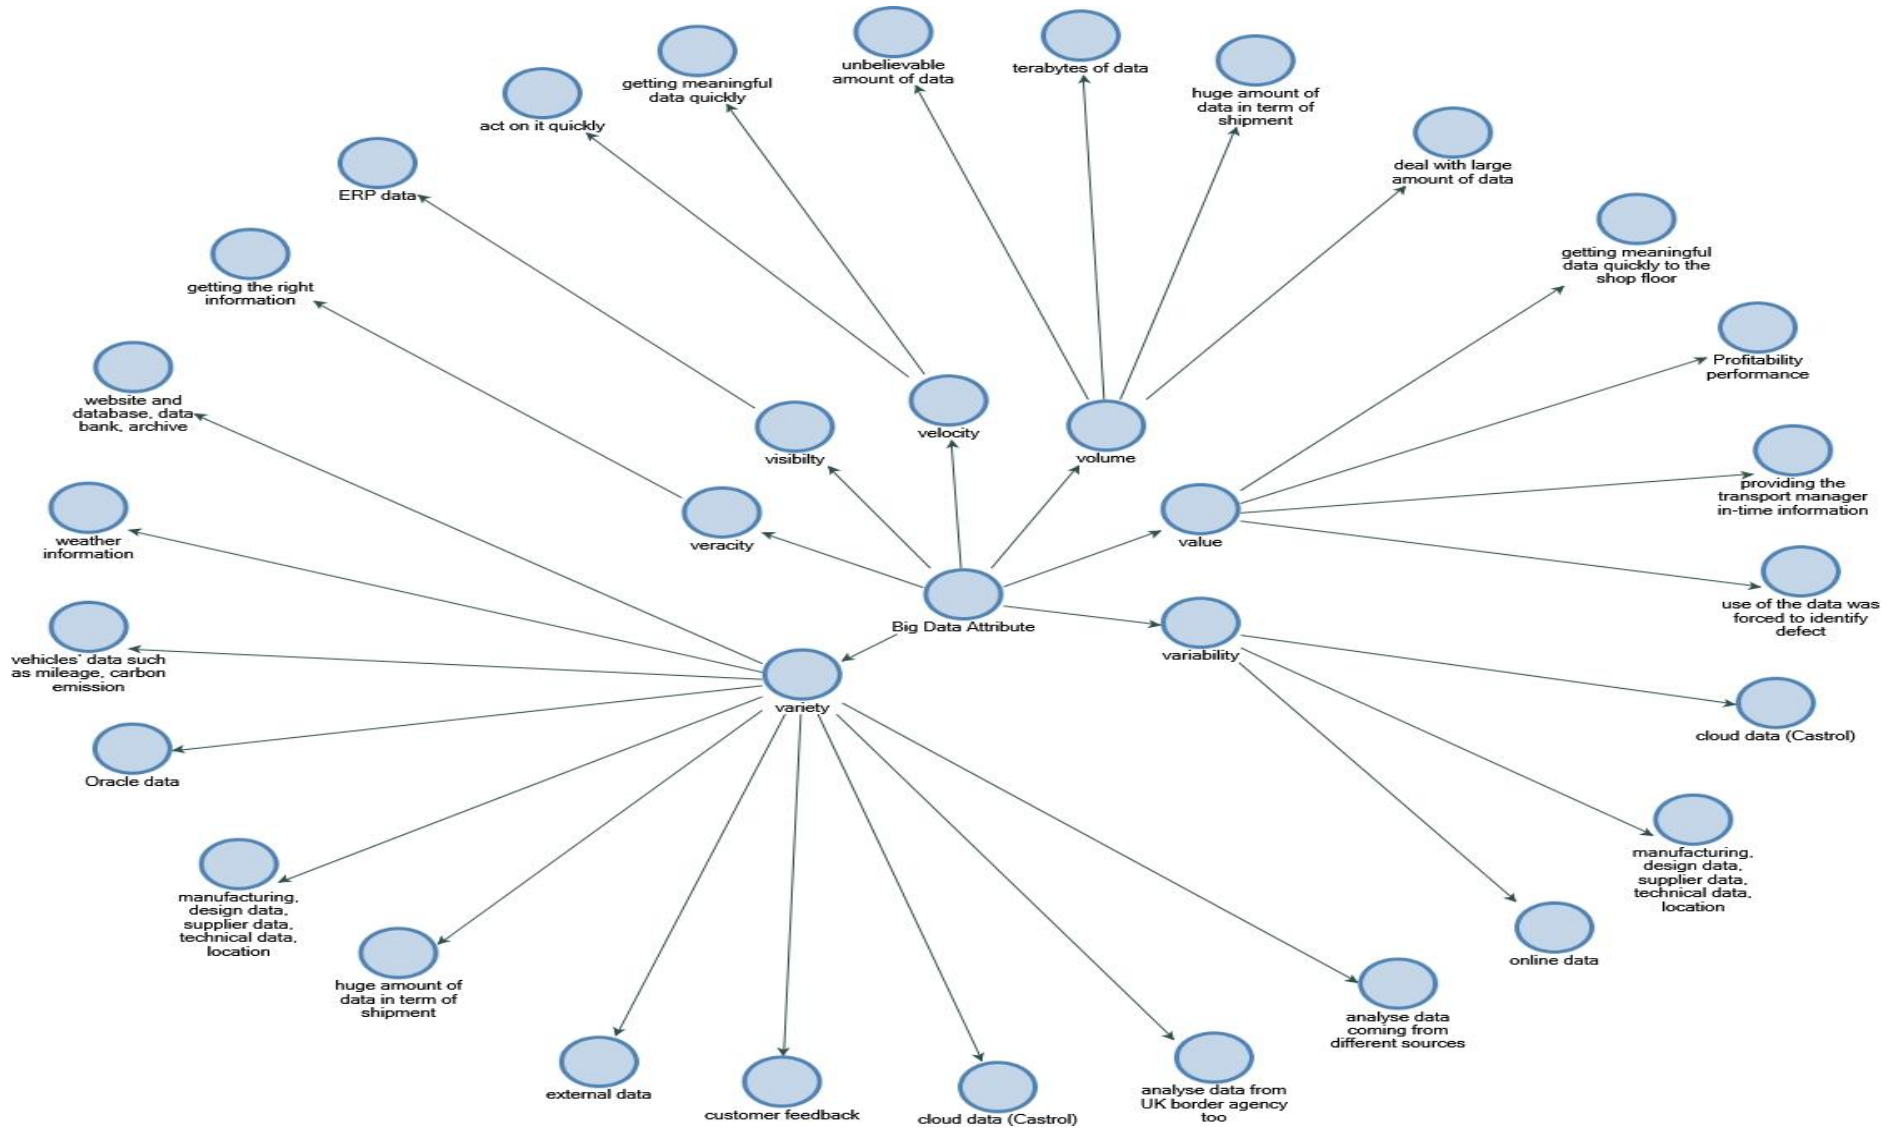 unbelievable
amount of data
terabytes of data
getting meaningful
data quickly
huge amount of
data in term of
shipment
act on it quickly
deal with large
amount of data
ERP data
getting meaningful
data quickly to the
shop floor
getting the right
information
Profitability
performance
website and
database, data
bank, archive
velocity
visibilty
volume
providing the
transport manager
in-time information
weather
information
veracity
value
use of the data was
forced to identify
defect
Big Data Attribute
variability
vehicles' data such
as mileage, carbon
emission
variety
cloud data (Castrol)
Oracle data
manufacturing,
design data,
supplier data,
technical data,
location
manufacturing,
design data,
supplier data,
technical data,
location
online data
huge amount of
data in term of
shipment
analyse data
coming from
different sources
external data
customer feedback
cloud data (Castrol)
analyse data from
UK border agency
too